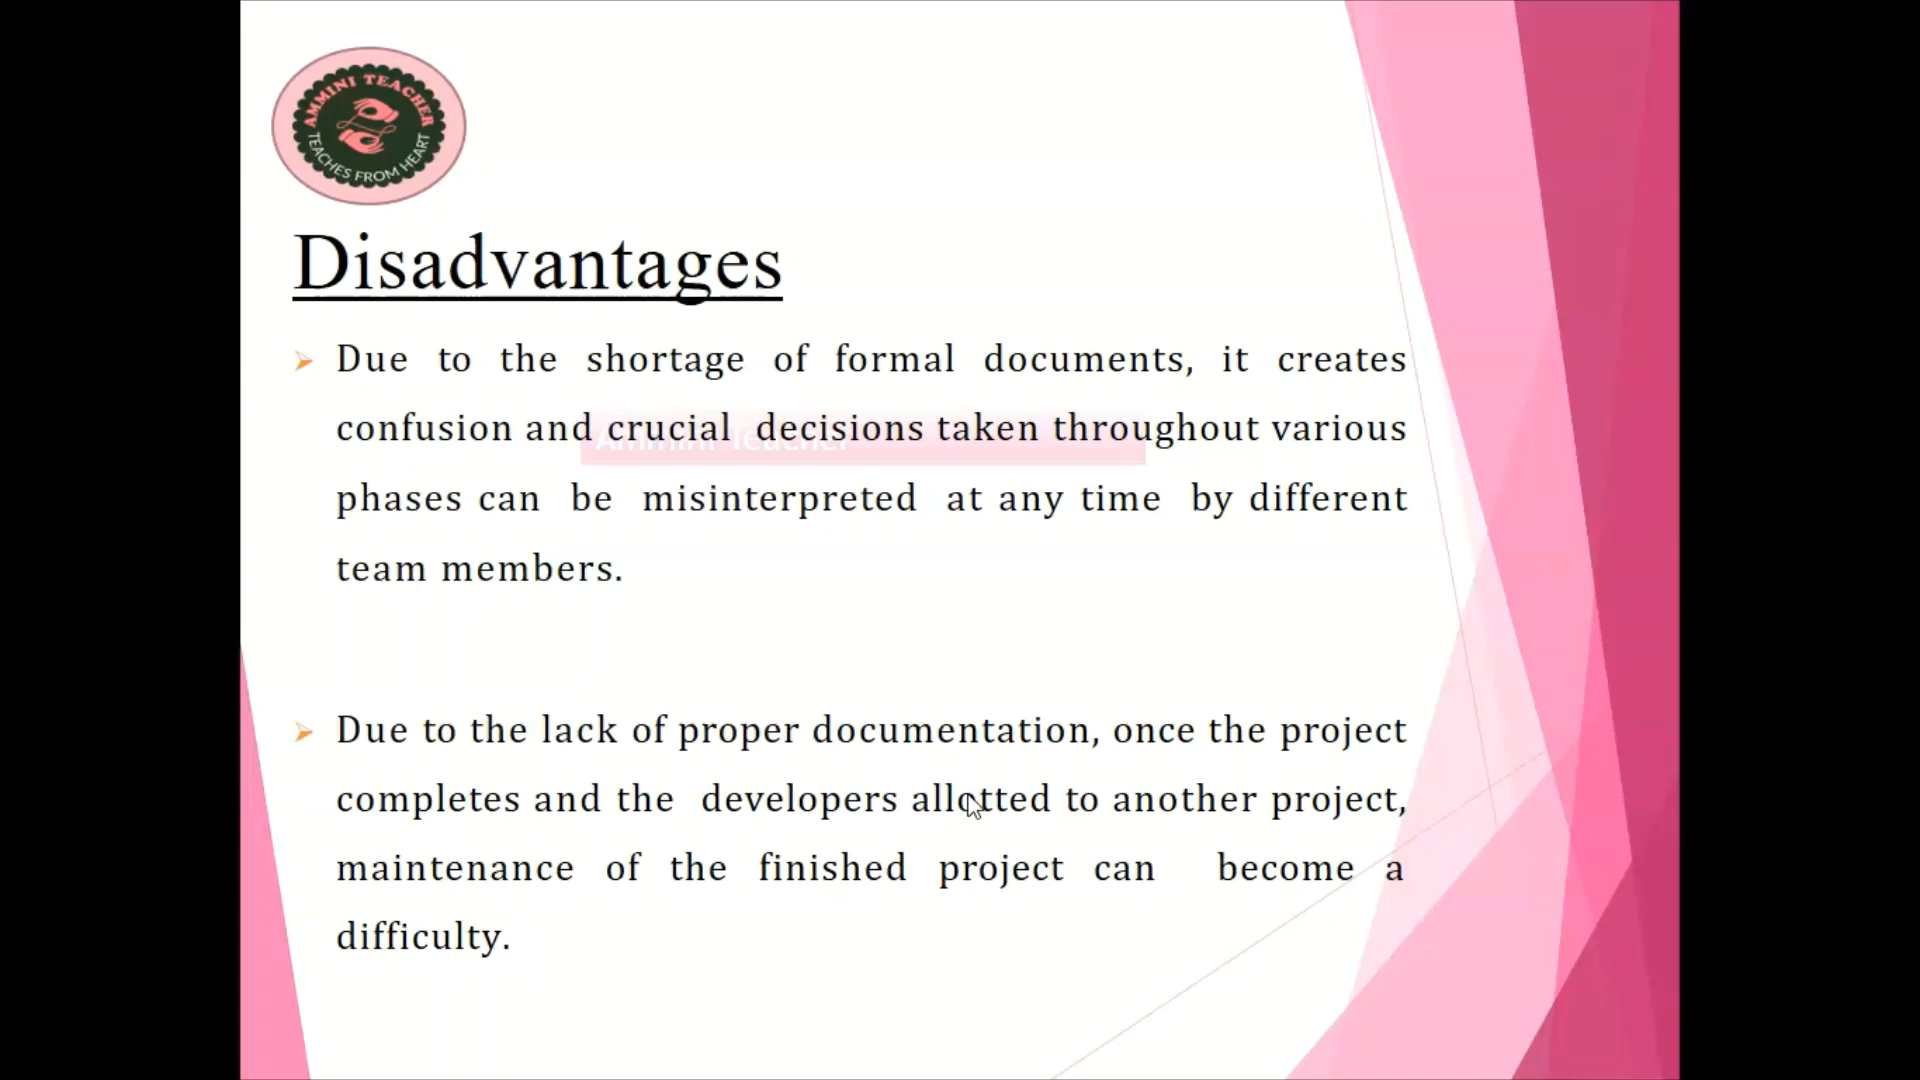 AMMINI TEACHER
TEACHES FROM HEART
Disadvantages
Due to the shortage of formal documents, it creates
confusion and crucial decisions taken throughout various
phases can be misinterpreted at any time by different
team members.
Ammini Teacher
Due to the lack of proper documentation, once the project
completes and the developers allotted to another project,
maintenance of the finished project can become a
difficulty.